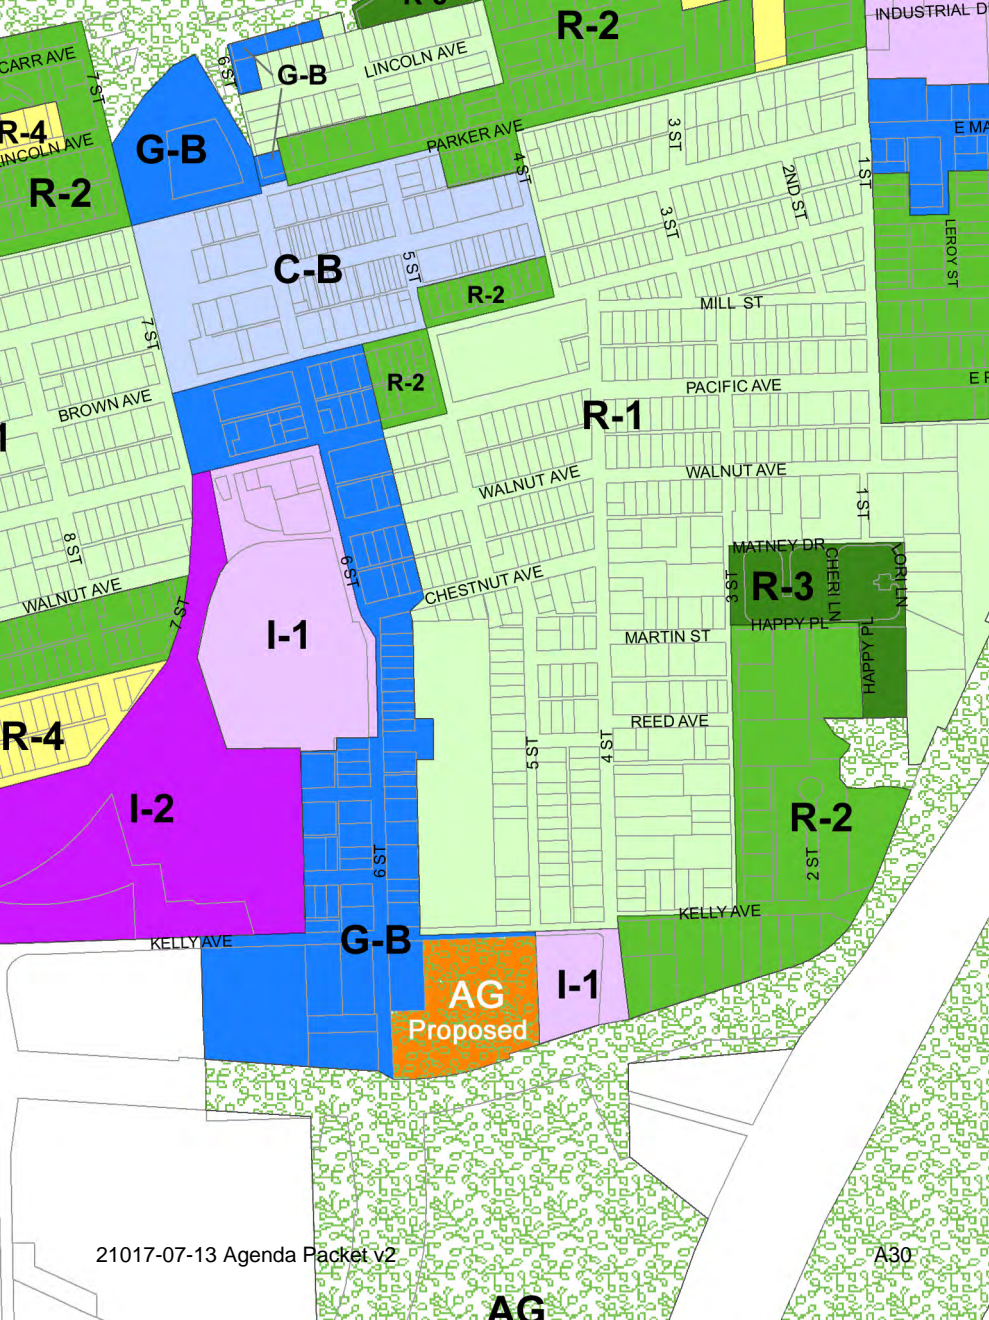 R-2
INDUSTRIAL D
CARR AVE
7 ST
6 ST
G-B
LINCOLN AVE
R-4
LINCOLN AVE
G-B
PARKER AVE
4 ST
3 ST
2ND ST
1 ST
E MA
R-2
C-B
5 ST
R-2
3 ST
LEROY ST
MILL ST
7 ST
BROWN AVE
R-2
PACIFIC AVE
E F
R-1
1
WALNUT AVE
WALNUT AVE
1 ST
8 ST
6 ST
CHESTNUT AVE
MATNEY DR
3 ST
R-3
CHERI LN
LORI LN
WALNUT AVE
7 ST
I-1
MARTIN ST
HAPPY PL
HAPPY PL
R-4
REED AVE
5 ST
4 ST
I-2
R-2
2 ST
6 ST
KELLY AVE
KELLY AVE
G-B
I-1
AG
Proposed
21017-07-13 Agenda Packet v2
A30
AG